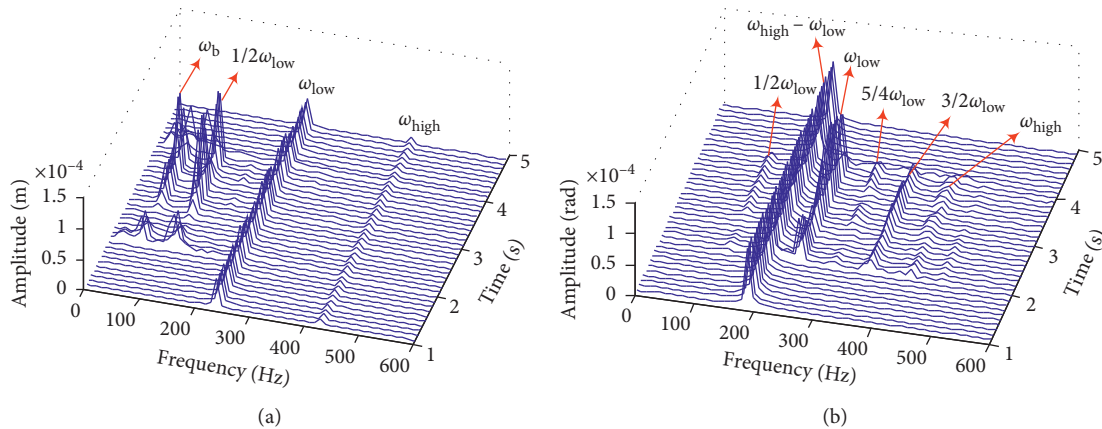 ω_b
1/2ω_low
ω_low
ω_high
×10⁻⁴
1.5
1
0.5
0
Amplitude (m)
0
100
200
300
400
500
600
Frequency (Hz)
1
2
3
4
5
Time (s)
(a)
ω_high – ω_low
ω_low
1/2ω_low
5/4ω_low
3/2ω_low
ω_high
×10⁻⁴
1.5
1
0.5
0
Amplitude (rad)
0
100
200
300
400
500
600
Frequency (Hz)
1
2
3
4
5
Time (s)
(b)